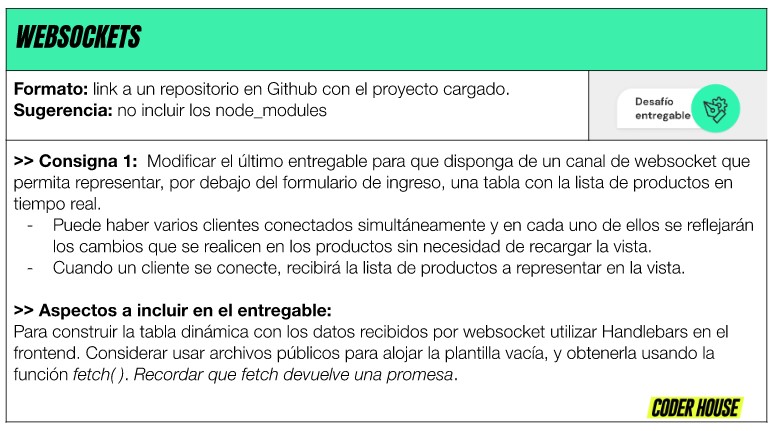 WEBSOCKETS
Formato: link a un repositorio en Github con el proyecto cargado.
Sugerencia: no incluir los node_modules
Desafío
entregable
>> Consigna 1:  Modificar el último entregable para que disponga de un canal de websocket que
permita representar, por debajo del formulario de ingreso, una tabla con la lista de productos en
tiempo real.
- Puede haber varios clientes conectados simultáneamente y en cada uno de ellos se reflejarán
los cambios que se realicen en los productos sin necesidad de recargar la vista.
- Cuando un cliente se conecte, recibirá la lista de productos a representar en la vista.
>> Aspectos a incluir en el entregable:
Para construir la tabla dinámica con los datos recibidos por websocket utilizar Handlebars en el
frontend. Considerar usar archivos públicos para alojar la plantilla vacía, y obtenerla usando la
función fetch( ). Recordar que fetch devuelve una promesa.
CODER HOUSE